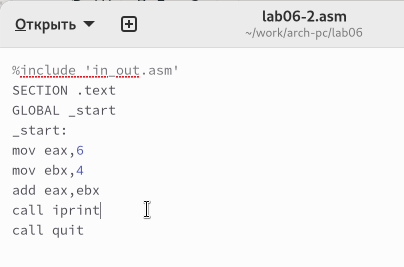 Открыть
lab06-2.asm
~/work/arch-pc/lab06
%include 'in_out.asm'
SECTION .text
GLOBAL _start
_start:
mov eax,6
mov ebx,4
add eax,ebx
call iprint
call quit